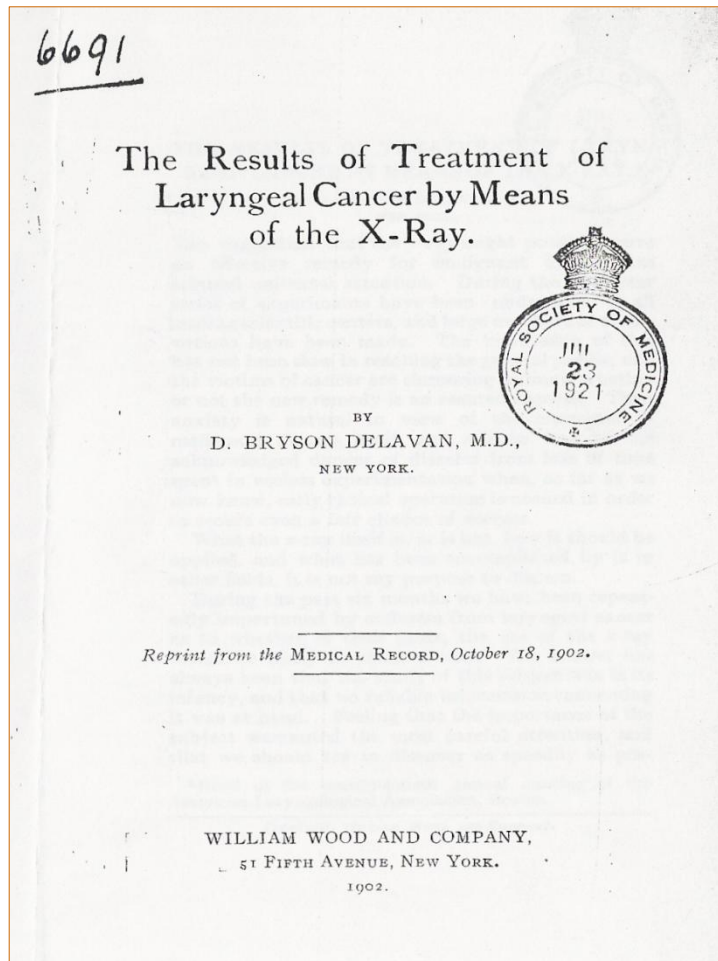 6691
The Results of Treatment of
Laryngeal Cancer by Means
of the X-Ray.
ROYAL SOCIETY OF MEDICINE
23
1921
BY
D. BRYSON DELAVAN, M.D.,
NEW YORK.
Reprint from the MEDICAL RECORD, October 18, 1902.
WILLIAM WOOD AND COMPANY,
51 FIFTH AVENUE, NEW YORK.
1902.